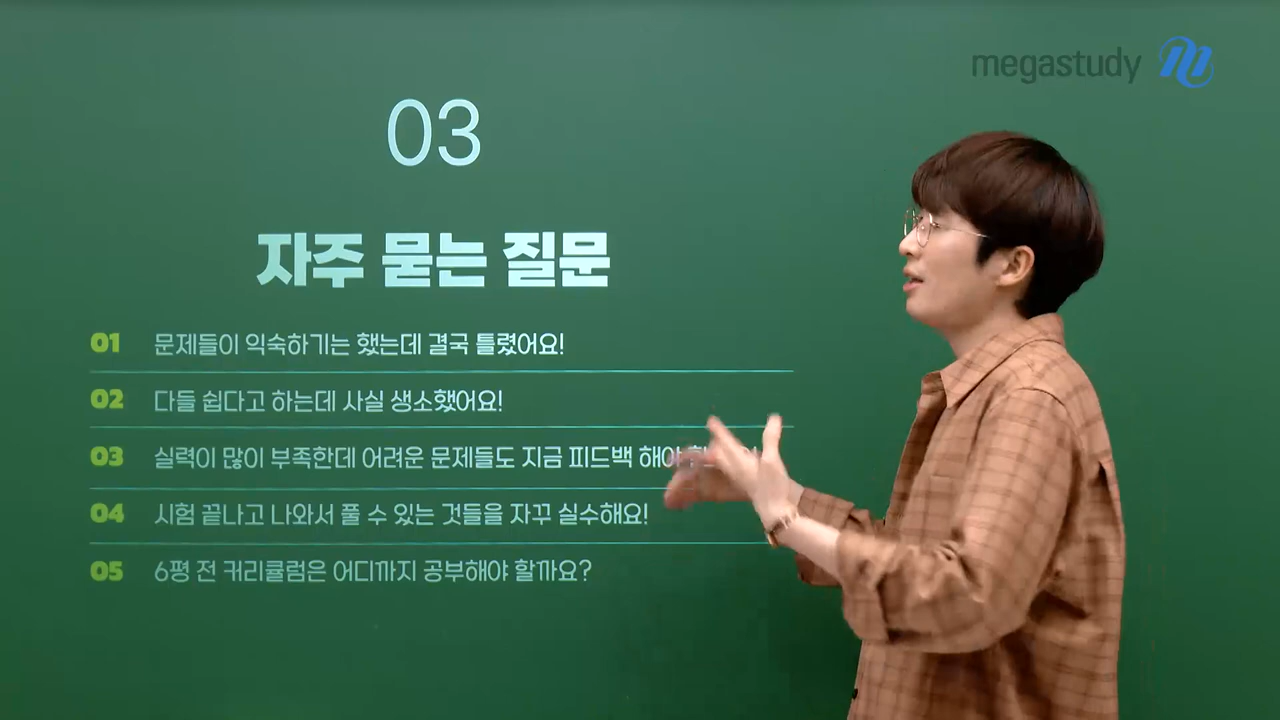 megastudy
03
자주 묻는 질문
01 문제들이 익숙하기는 했는데 결국 틀렸어요!
02 다들 쉽다고 하는데 사실 생소했어요!
03 실력이 많이 부족한데 어려운 문제들도 지금 피드백 해야
04 시험 끝나고 나와서 풀 수 있는 것들을 자꾸 실수해요!
05 6평 전 커리큘럼은 어디까지 공부해야 할까요?